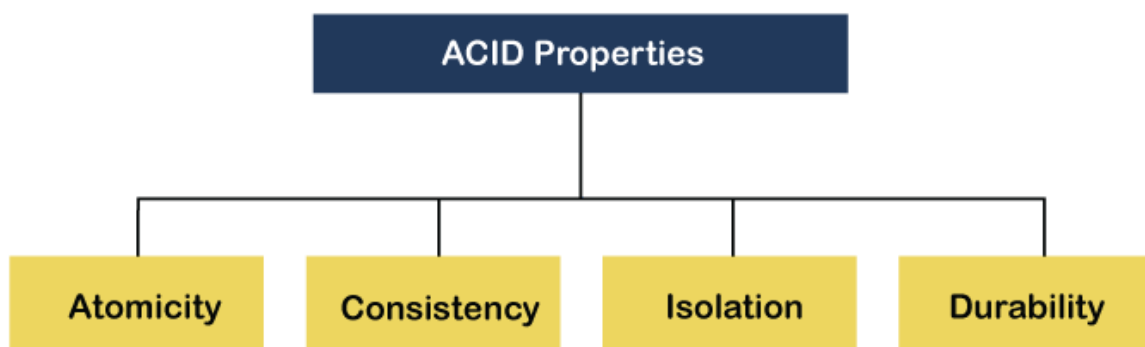 ACID Properties
Atomicity
Consistency
Isolation
Durability